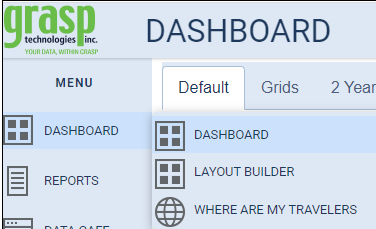 grasp
technologies inc.
YOUR DATA, WITHIN GRASP
DASHBOARD
MENU
Default Grids 2 Year
DASHBOARD
REPORTS
DASHBOARD
LAYOUT BUILDER
WHERE ARE MY TRAVELERS